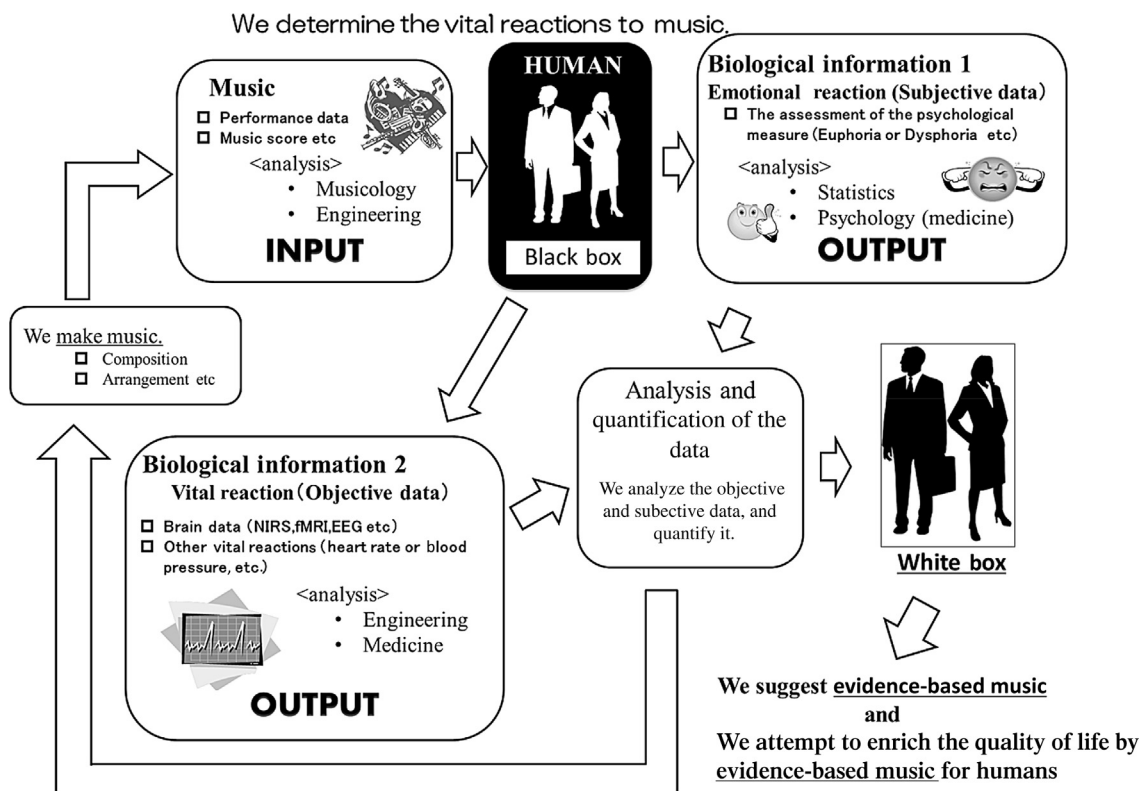 We determine the vital reactions to music.
Music
Performance data
Music score etc
<analysis>
• Musicology
• Engineering
INPUT
HUMAN
Black box
Biological information 1
Emotional reaction (Subjective data)
The assessment of the psychological
measure (Euphoria or Dysphoria etc)
<analysis>
• Statistics
• Psychology (medicine)
OUTPUT
We make music.
Composition
Arrangement etc
Biological information 2
Vital reaction (Objective data)
Brain data (NIRS,fMRI,EEG etc)
Other vital reactions (heart rate or blood
pressure, etc.)
<analysis>
• Engineering
• Medicine
OUTPUT
Analysis and
quantification of the
data
We analyze the objective
and subective data, and
quantify it.
White box
We suggest evidence-based music
and
We attempt to enrich the quality of life by
evidence-based music for humans